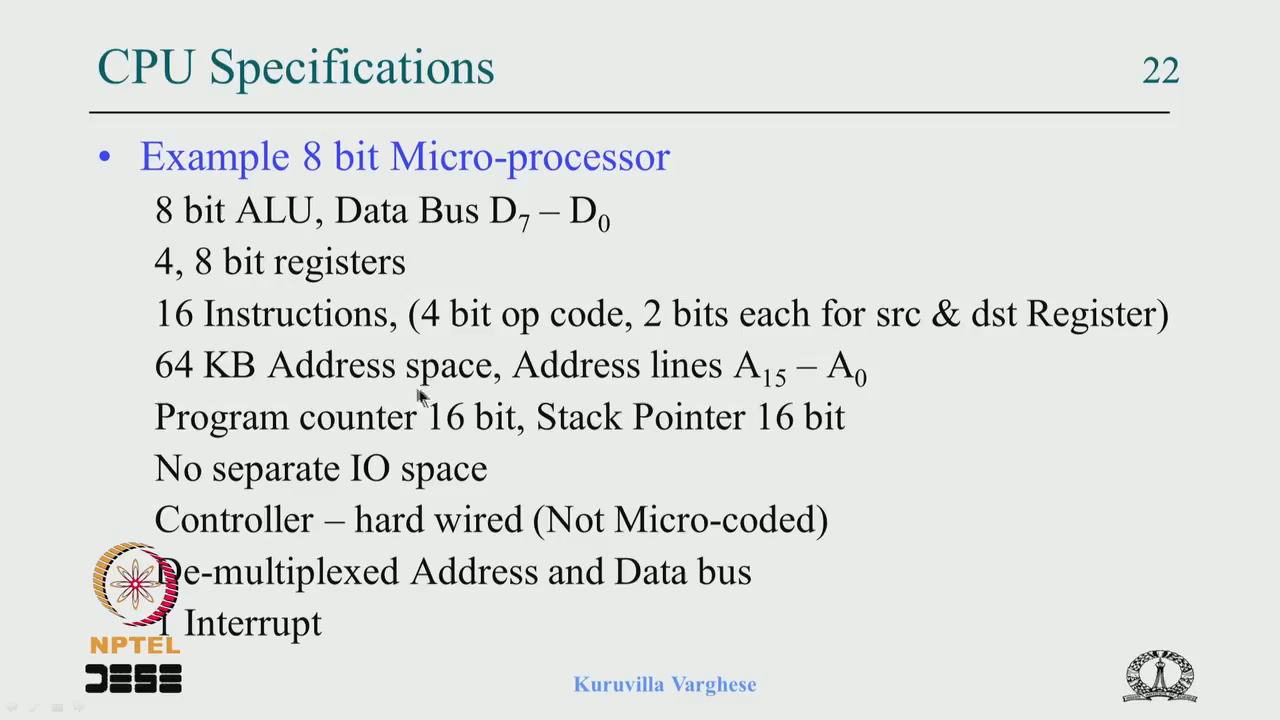 CPU Specifications
22
• Example 8 bit Micro-processor
8 bit ALU, Data Bus D₇ – D₀
4, 8 bit registers
16 Instructions, (4 bit op code, 2 bits each for src & dst Register)
64 KB Address space, Address lines A₁₅ – A₀
Program counter 16 bit, Stack Pointer 16 bit
No separate IO space
Controller – hard wired (Not Micro-coded)
De-multiplexed Address and Data bus
1 Interrupt
NPTEL
DESE
Kuruvilla Varghese